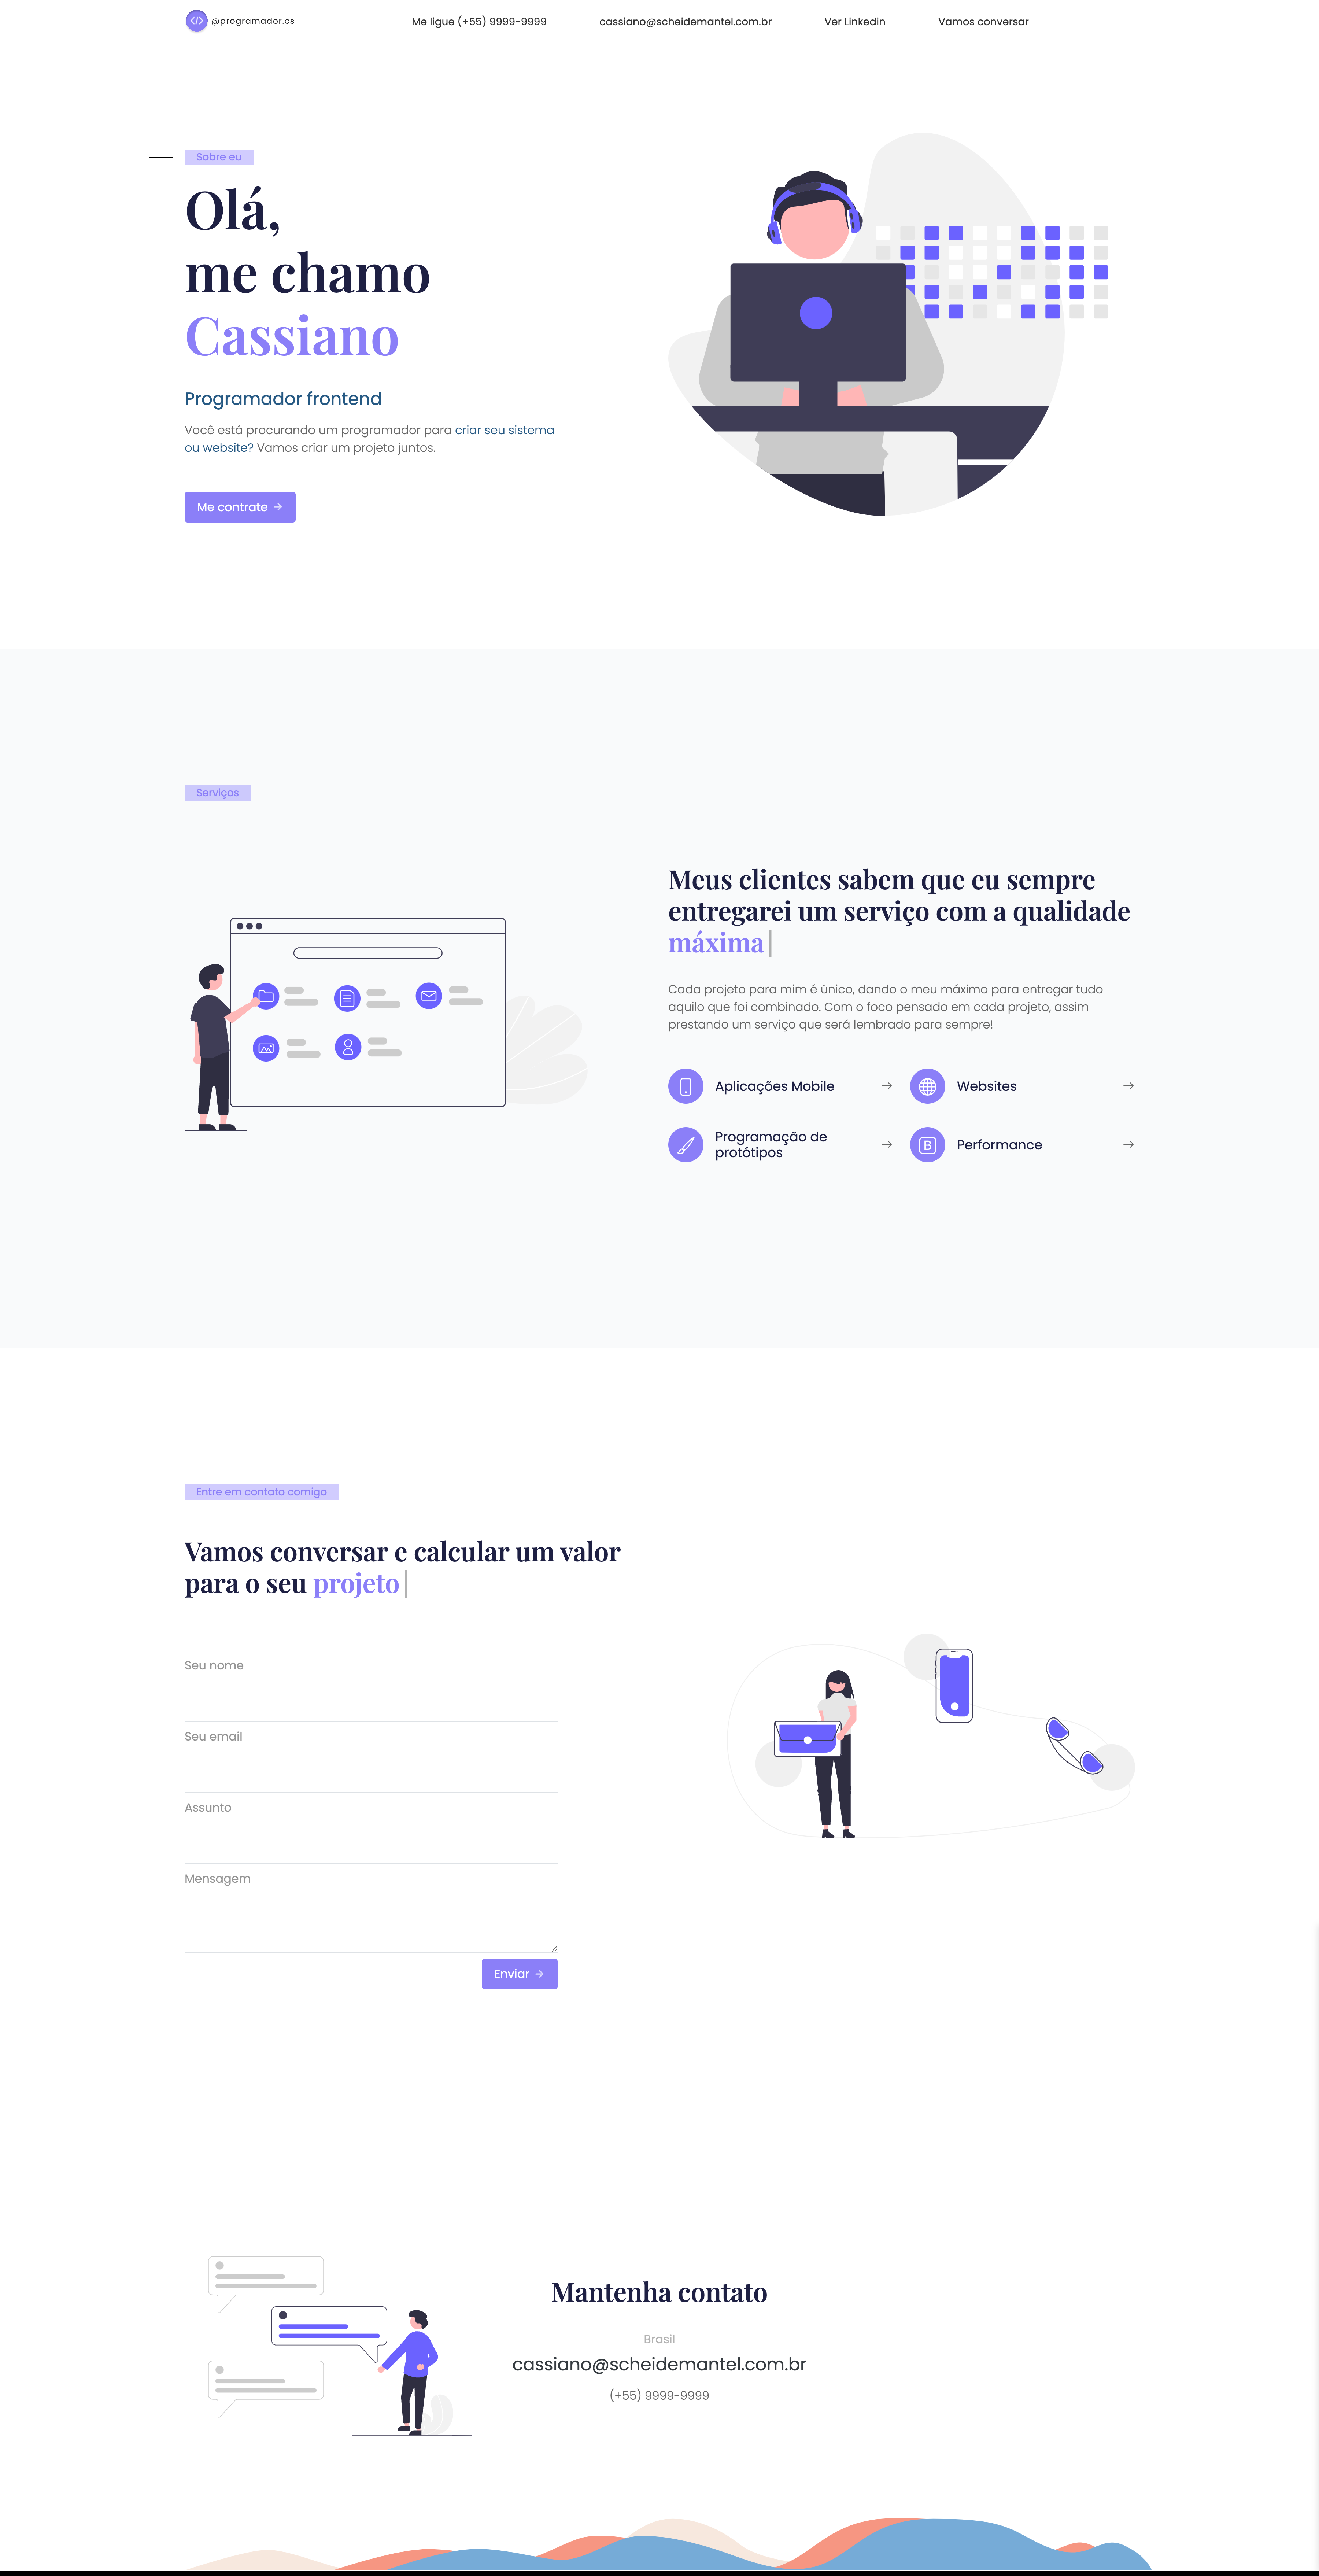 @programador.cs
Me ligue (+55) 9999-9999
cassiano@scheidemantel.com.br
Ver Linkedin
Vamos conversar
Sobre eu
Olá,
me chamo
Cassiano
Programador frontend
Você está procurando um programador para criar seu sistema
ou website? Vamos criar um projeto juntos.
Me contrate →
Serviços
Meus clientes sabem que eu sempre
entregarei um serviço com a qualidade
máxima|
Cada projeto para mim é único, dando o meu máximo para entregar tudo
aquilo que foi combinado. Com o foco pensado em cada projeto, assim
prestando um serviço que será lembrado para sempre!
Aplicações Mobile →
Websites →
Programação de
protótipos →
B Performance →
Entre em contato comigo
Vamos conversar e calcular um valor
para o seu projeto|
Seu nome
Seu email
Assunto
Mensagem
Enviar →
Mantenha contato
Brasil
cassiano@scheidemantel.com.br
(+55) 9999-9999